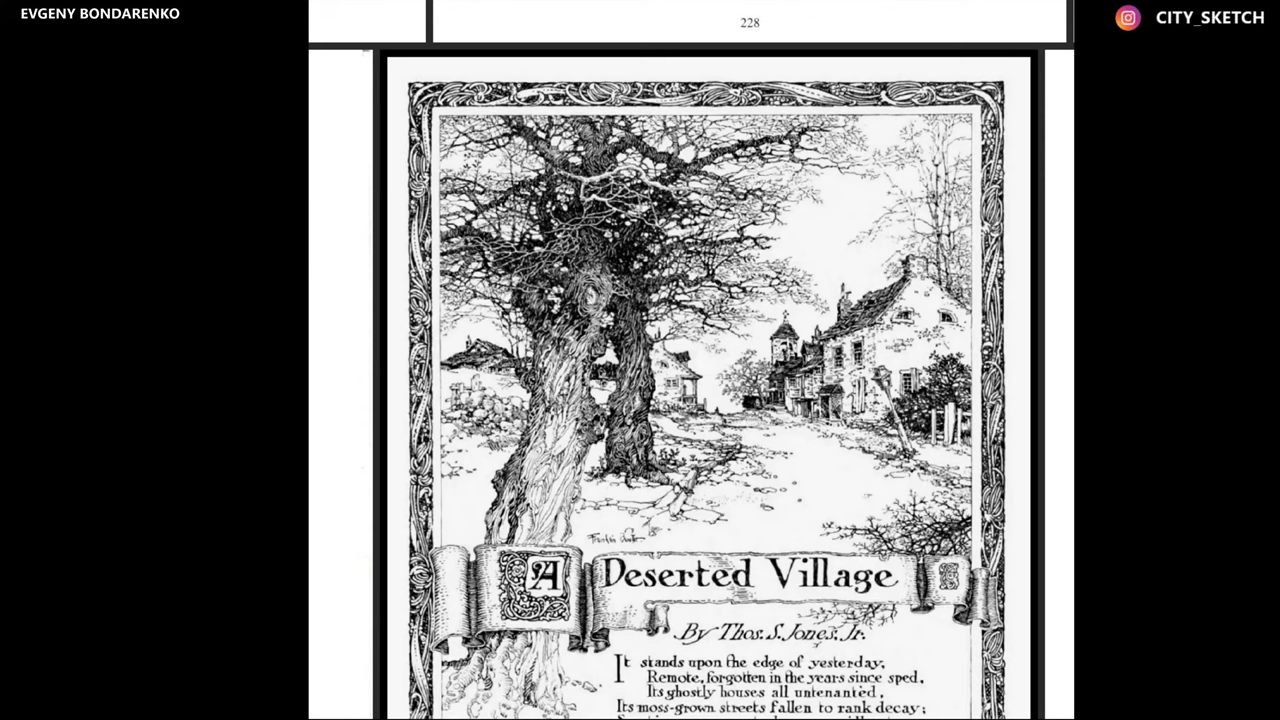 EVGENY BONDARENKO
CITY_SKETCH
228
A Deserted Village
By Thos. S. Jones, Jr.
It stands upon the edge of yesterday,
Remote, forgotten in the years since sped,
Its ghostly houses all untenanted,
Its moss-grown streets fallen to rank decay;